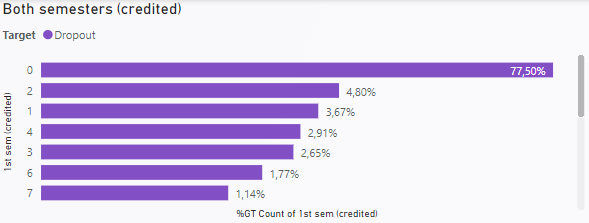 Both semesters (credited)
Target Dropout
1st sem (credited)
0 77,50%
2 4,80%
1 3,67%
4 2,91%
3 2,65%
6 1,77%
7 1,14%
%GT Count of 1st sem (credited)